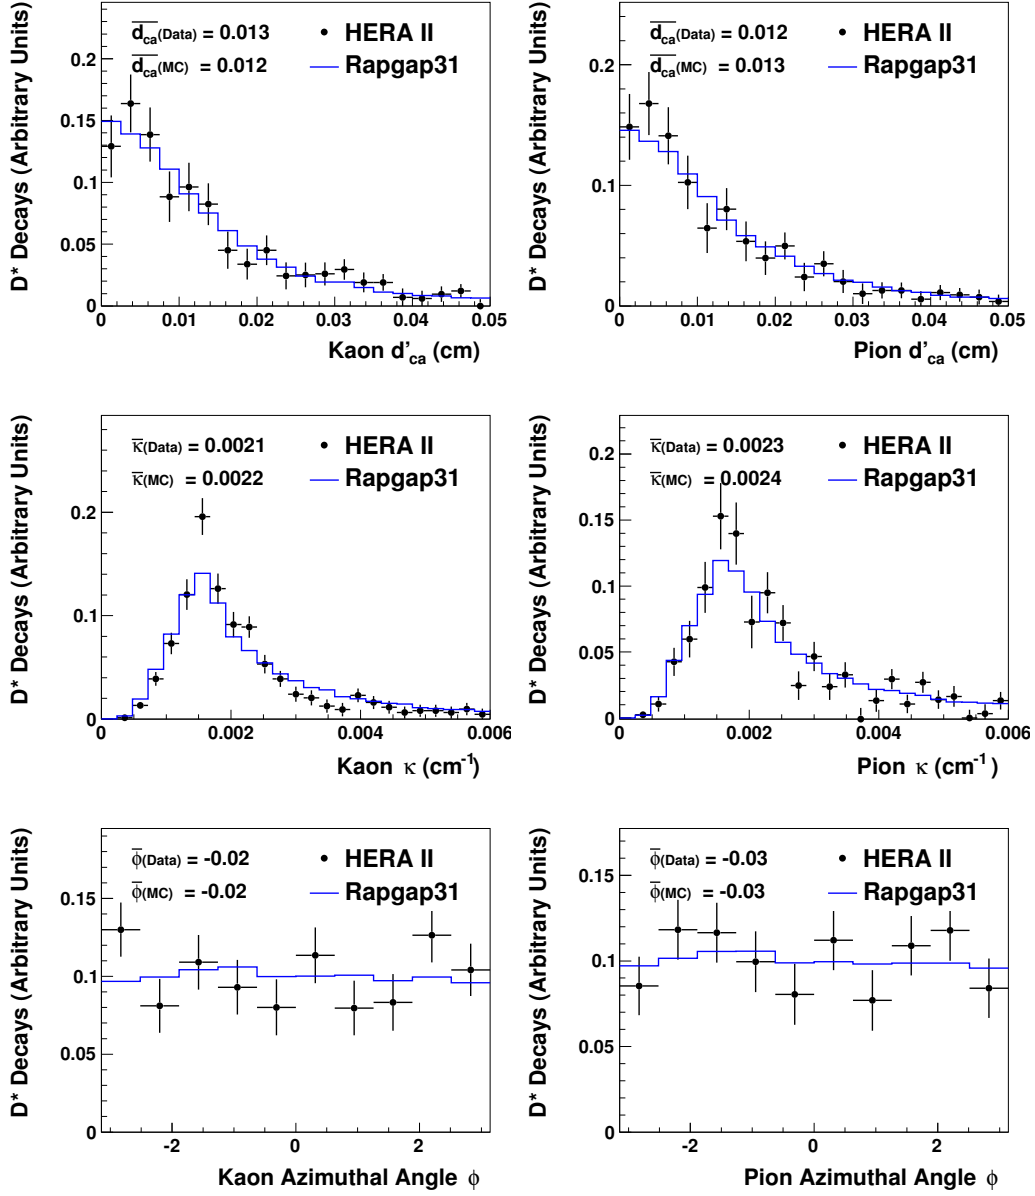 d_ca(Data) = 0.013
d_ca(MC) = 0.012
HERA II
Rapgap31
D* Decays (Arbitrary Units)
0.2
0.15
0.1
0.05
0
0 0.01 0.02 0.03 0.04 0.05
Kaon d'_ca (cm)
d_ca(Data) = 0.012
d_ca(MC) = 0.013
HERA II
Rapgap31
D* Decays (Arbitrary Units)
0.2
0.1
0
0 0.01 0.02 0.03 0.04 0.05
Pion d'_ca (cm)
κ(Data) = 0.0021
κ(MC) = 0.0022
HERA II
Rapgap31
D* Decays (Arbitrary Units)
0.2
0.1
0
0 0.002 0.004 0.006
Kaon κ (cm⁻¹)
κ(Data) = 0.0023
κ(MC) = 0.0024
HERA II
Rapgap31
D* Decays (Arbitrary Units)
0.2
0.15
0.1
0.05
0
0 0.002 0.004 0.006
Pion κ (cm⁻¹)
ϕ(Data) = -0.02
ϕ(MC) = -0.02
HERA II
Rapgap31
D* Decays (Arbitrary Units)
0.15
0.1
0.05
0
-2 0 2
Kaon Azimuthal Angle ϕ
ϕ(Data) = -0.03
ϕ(MC) = -0.03
HERA II
Rapgap31
D* Decays (Arbitrary Units)
0.15
0.1
0.05
0
-2 0 2
Pion Azimuthal Angle ϕ